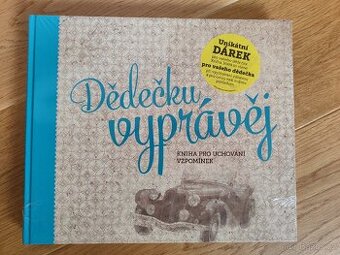 Unikátní
DÁREK
pro vašeho dědečka
Dědečku,
vyprávěj
KNIHA PRO UCHOVÁNÍ
VZPOMÍNEK